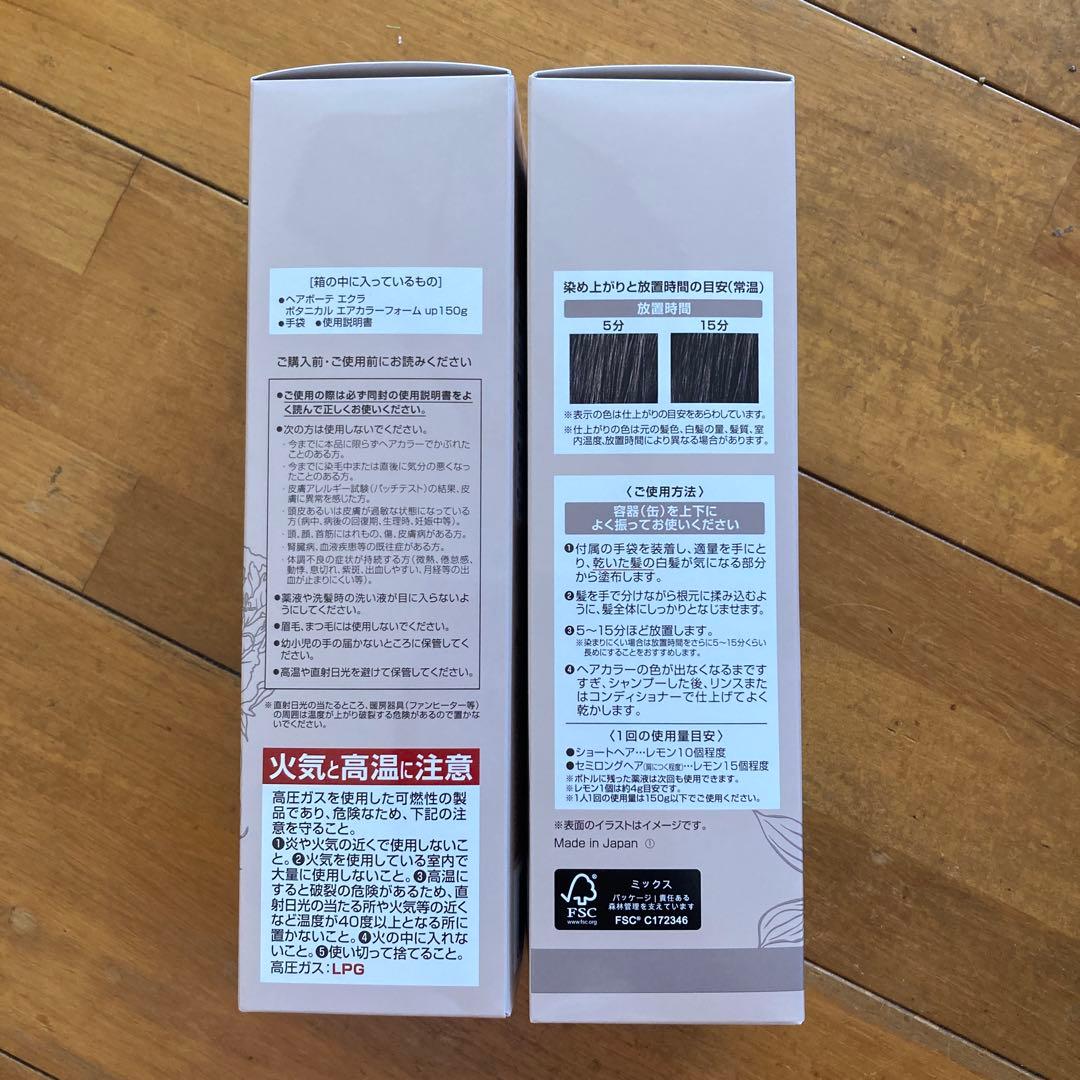 [箱の中に入っているもの]
●ヘアボーテ エクラ
ボタニカル エアカラーフォーム up150g
●手袋 ●使用説明書
ご購入前・ご使用前にお読みください
●ご使用の際は必ず同封の使用説明書をよ
く読んで正しくお使いください。
●次の方は使用しないでください。
・今までに本品に限らずヘアカラーでかぶれた
ことのある方。
・今までに染毛中または直後に気分の悪くなっ
たことのある方。
・皮膚アレルギー試験(パッチテスト)の結果、皮
膚に異常を感じた方。
・頭皮あるいは皮膚が過敏な状態になっている
方(病中、病後の回復期、生理時、妊娠中等)。
・頭、顔、首筋にはれもの、傷、皮膚病がある方。
・腎臓病、血液疾患等の既往症がある方。
・体調不良の症状が持続する方(微熱、倦怠感、
動悸、息切れ、紫斑、出血しやすい、月経等の出
血が止まりにくい等)。
●薬液や洗髪時の洗い液が目に入らないよ
うにしてください。
●眉毛、まつ毛には使用しないでください。
●幼小児の手の届かないところに保管してく
ださい。
●高温や直射日光を避けて保管してください。
※直射日光の当たるところ、暖房器具(ファンヒーター等)
の周囲は温度が上がり破裂する危険があるので置かな
いでください。
火気と高温に注意
高圧ガスを使用した可燃性の製
品であり、危険なため、下記の注
意を守ること。
❶炎や火気の近くで使用しないこ
と。❷火気を使用している室内で
大量に使用しないこと。❸高温に
すると破裂の危険があるため、直
射日光の当たる所や火気等の近く
など温度が40度以上となる所に
置かないこと。❹火の中に入れな
いこと。❺使い切って捨てること。
高圧ガス:LPG
染め上がりと放置時間の目安(常温)
放置時間
5分 15分
※表示の色は仕上がりの目安をあらわしています。
※仕上がりの色は元の髪色、白髪の量、髪質、室
内温度、放置時間により異なる場合があります。
〈ご使用方法〉
容器(缶)を上下に
よく振ってお使いください
❶付属の手袋を装着し、適量を手にと
り、乾いた髪の白髪が気になる部分
から塗布します。
❷髪を手で分けながら根元に揉み込むよ
うに、髪全体にしっかりとなじませます。
❸5〜15分ほど放置します。
※染まりにくい場合は放置時間をさらに5〜15分くらい
長めにすることをおすすめします。
❹ヘアカラーの色が出なくなるまです
すぎ、シャンプーした後、リンスまた
はコンディショナーで仕上げてよく
乾かします。
〈1回の使用量目安〉
●ショートヘア…レモン10個程度
●セミロングヘア(肩につく程度)…レモン15個程度
※ボトルに残った薬液は次回も使用できます。
※レモン1個は約4g目安です。
※1人1回の使用量は150g以下でご使用ください。
※表面のイラストはイメージです。
Made in Japan ①
FSC
www.fsc.org
ミックス
パッケージ|責任ある
森林管理を支えています
FSC® C172346